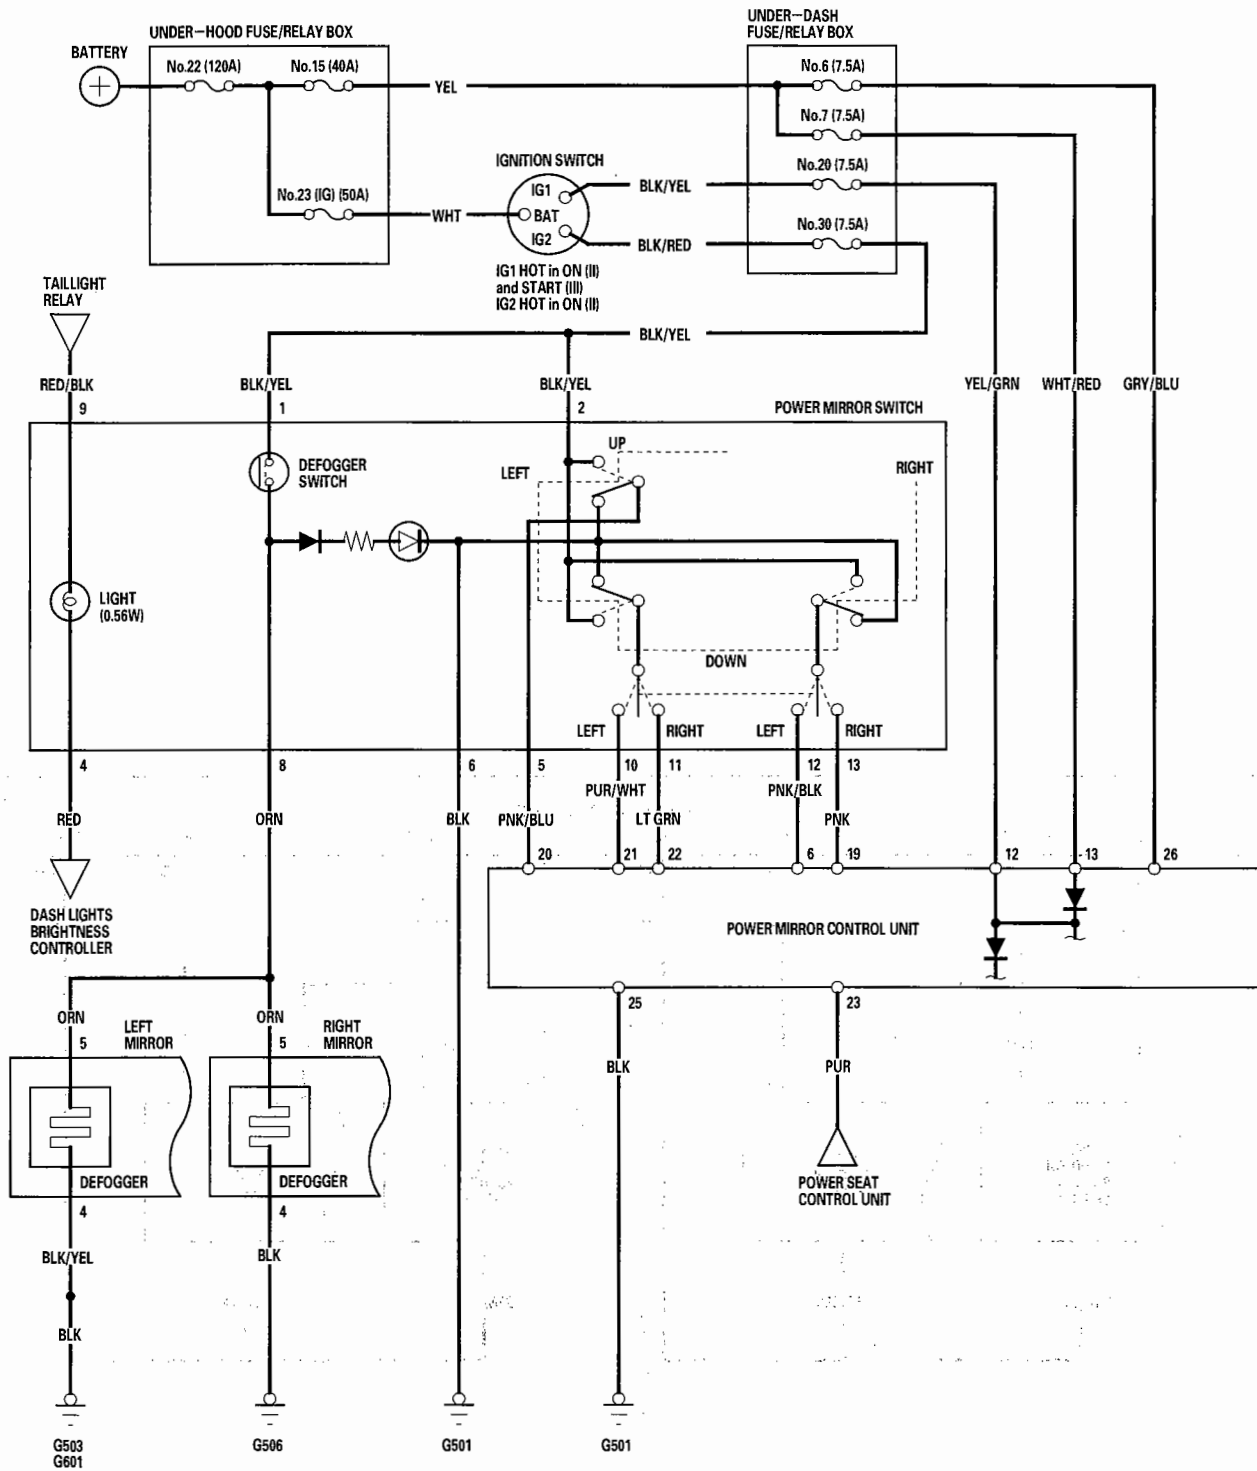 UNDER-HOOD FUSE/RELAY BOX
UNDER-DASH
FUSE/RELAY BOX
BATTERY
No.22 (120A)
No.15 (40A)
No.6 (7.5A)
YEL
No.7 (7.5A)
IGNITION SWITCH
No.20 (7.5A)
IG1
BLK/YEL
No.23 (IG) (50A)
WHT
BAT
No.30 (7.5A)
IG2
BLK/RED
IG1 HOT in ON (II)
and START (III)
IG2 HOT in ON (II)
TAILLIGHT
RELAY
BLK/YEL
RED/BLK
BLK/YEL
BLK/YEL
YEL/GRN
WHT/RED
GRY/BLU
9
1
2
POWER MIRROR SWITCH
UP
DEFOGGER
SWITCH
LEFT
RIGHT
LIGHT
(0.56W)
DOWN
LEFT
RIGHT
LEFT
RIGHT
4
8
6
5
10
11
12
13
PUR/WHT
PNK/BLK
RED
ORN
BLK
PNK/BLU
LT GRN
PNK
20
21
22
6
19
12
13
26
DASH LIGHTS
BRIGHTNESS
CONTROLLER
POWER MIRROR CONTROL UNIT
25
23
ORN
ORN
LEFT
MIRROR
RIGHT
MIRROR
5
5
BLK
PUR
DEFOGGER
DEFOGGER
POWER SEAT
CONTROL UNIT
4
4
BLK/YEL
BLK
BLK
G503
G601
G506
G501
G501